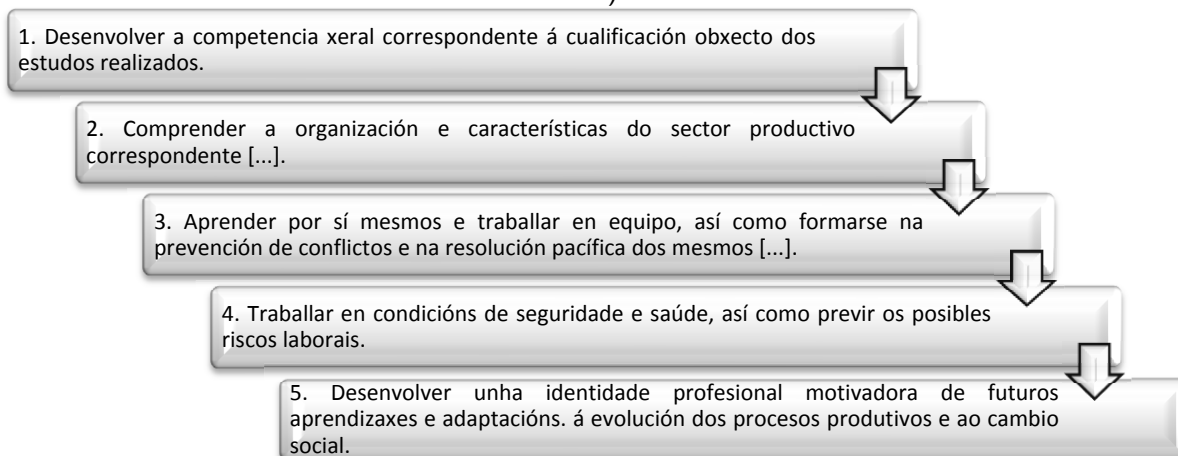 1. Desenvolver a competencia xeral correspondente á cualificación obxecto dos
estudos realizados.
2. Comprender a organización e características do sector productivo
correspondente [...].
3. Aprender por sí mesmos e traballar en equipo, así como formarse na
prevención de conflictos e na resolución pacífica dos mesmos [...].
4. Traballar en condicións de seguridade e saúde, así como previr os posibles
riscos laborais.
5. Desenvolver unha identidade profesional motivadora de futuros
aprendizaxes e adaptacións. á evolución dos procesos produtivos e ao cambio
social.